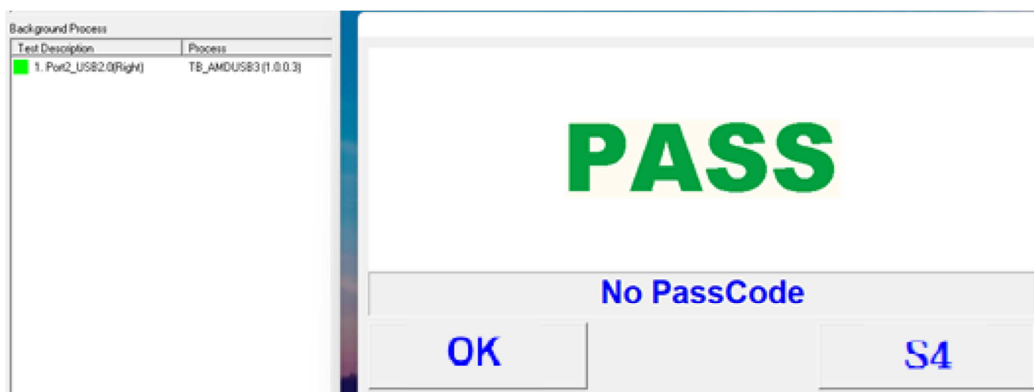 Background Process
Test Description Process
1. Port2_USB2.0(Right) TB_AMDUSB3 (1.0.0.3)
PASS
No PassCode
OK S4